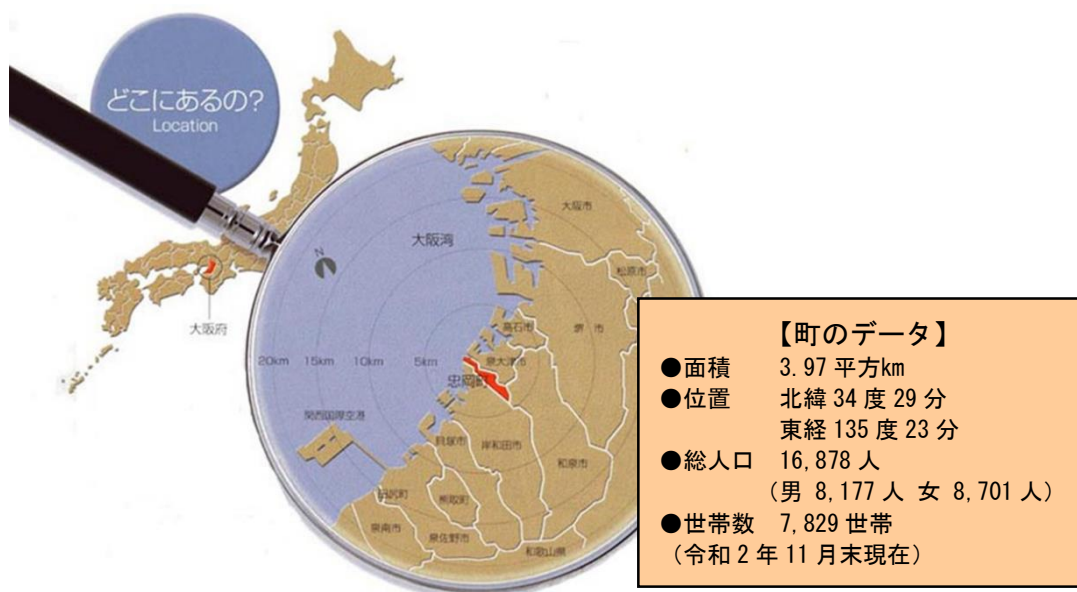 どこにあるの?
Location
大阪府
N
大阪湾
大阪市
松原市
堺 市
高石市
泉大津市
20km 15km 10km 5km
忠岡町
関西国際空港
貝塚市
岸和田市
和泉市
田尻町
熊取町
泉南市
泉佐野市
和歌山県
【町のデータ】
●面積 3.97 平方km
●位置 北緯 34 度 29 分
東経 135 度 23 分
●総人口 16,878 人
(男 8,177 人 女 8,701 人)
●世帯数 7,829 世帯
(令和 2 年 11 月末現在)